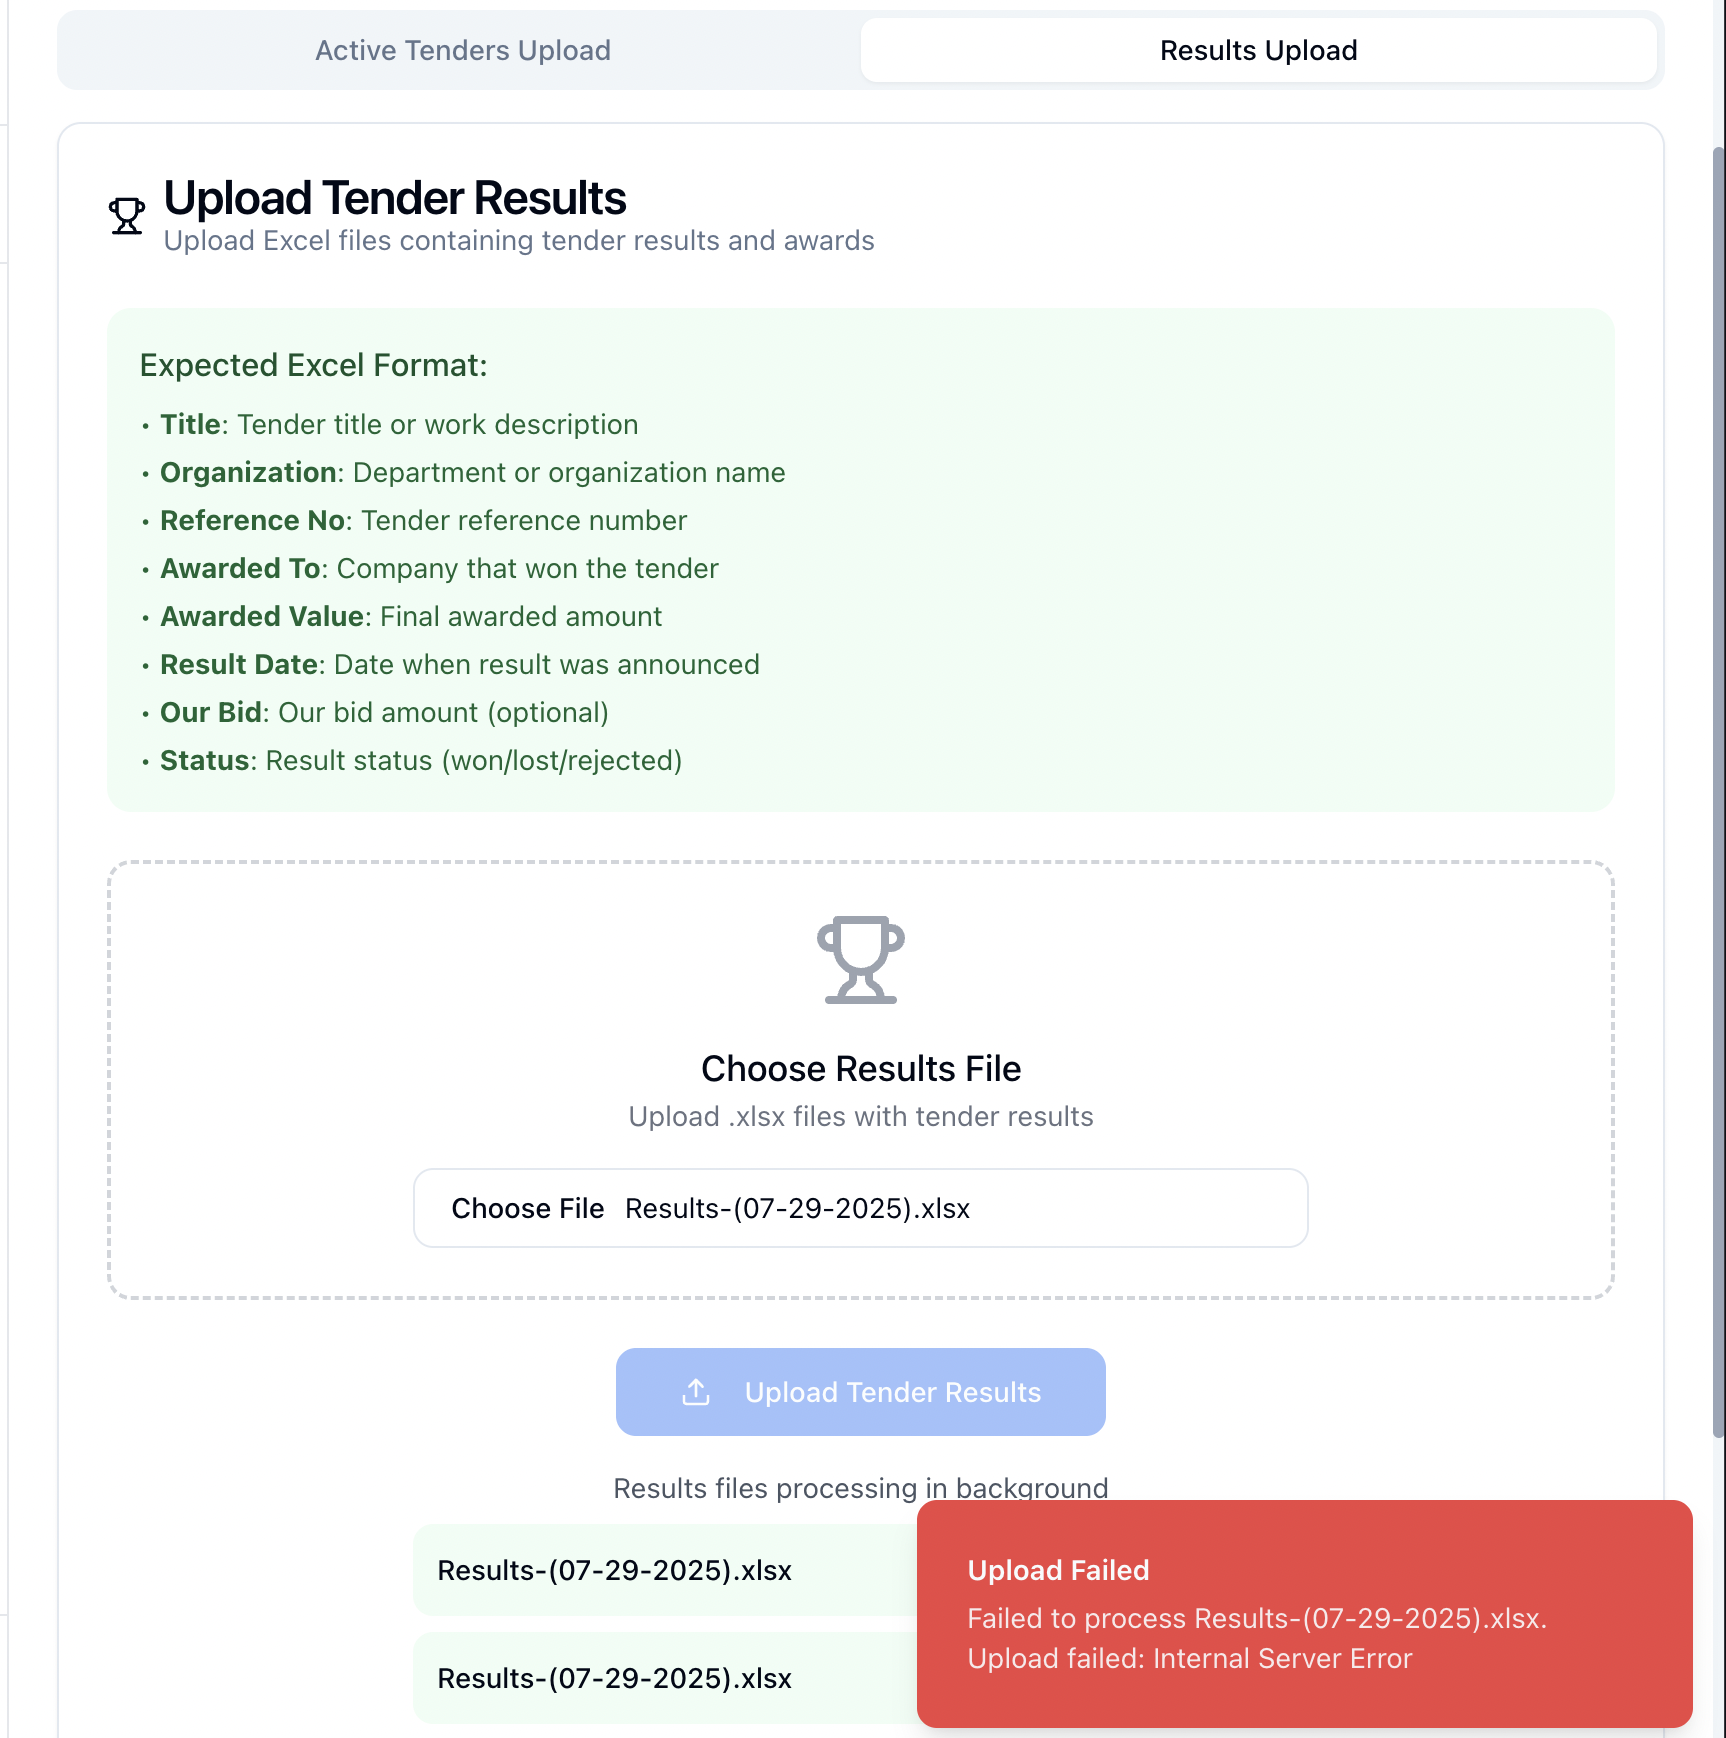 Active Tenders Upload
Results Upload
Upload Tender Results
Upload Excel files containing tender results and awards
Expected Excel Format:
• Title: Tender title or work description
• Organization: Department or organization name
• Reference No: Tender reference number
• Awarded To: Company that won the tender
• Awarded Value: Final awarded amount
• Result Date: Date when result was announced
• Our Bid: Our bid amount (optional)
• Status: Result status (won/lost/rejected)
Choose Results File
Upload .xlsx files with tender results
Choose File Results-(07-29-2025).xlsx
Upload Tender Results
Results files processing in background
Results-(07-29-2025).xlsx
Results-(07-29-2025).xlsx
Upload Failed
Failed to process Results-(07-29-2025).xlsx.
Upload failed: Internal Server Error